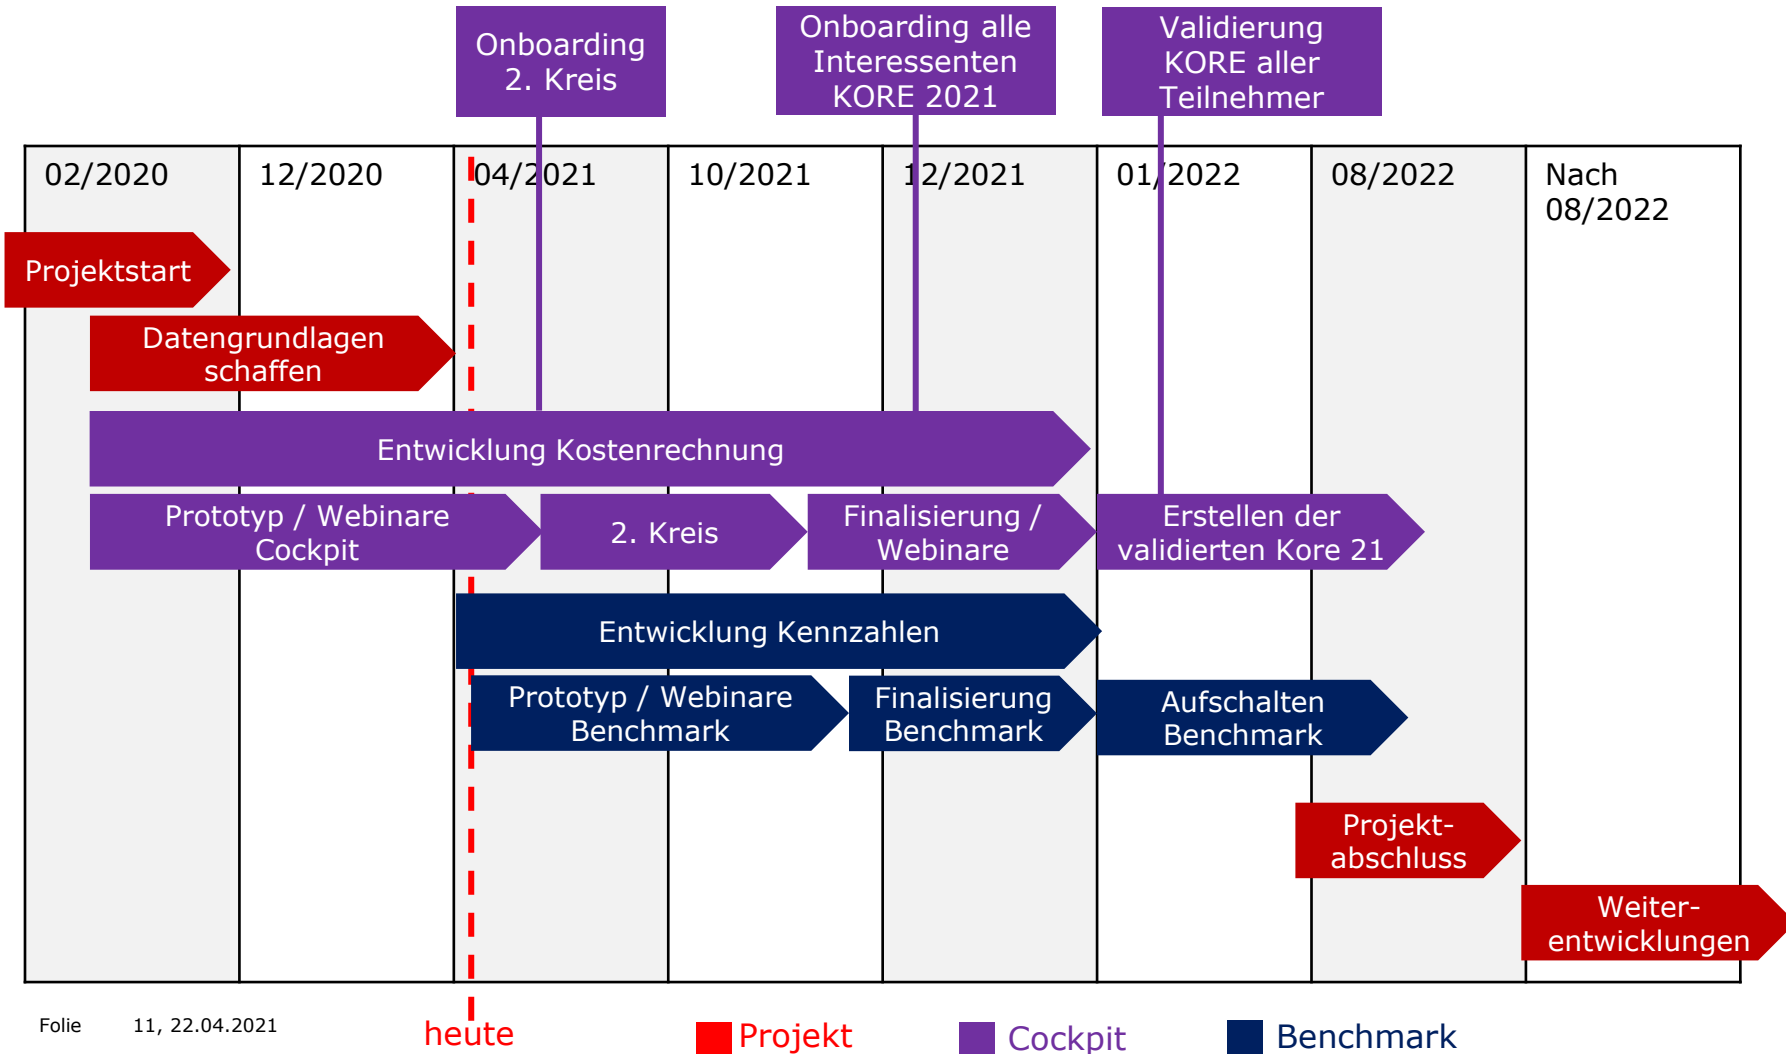 Onboarding
2. Kreis
Onboarding alle
Interessenten
KORE 2021
Validierung
KORE aller
Teilnehmer
02/2020
12/2020
04/2021
10/2021
12/2021
01/2022
08/2022
Nach
08/2022
Projektstart
Datengrundlagen
schaffen
Entwicklung Kostenrechnung
Prototyp / Webinare
Cockpit
2. Kreis
Finalisierung /
Webinare
Erstellen der
validierten Kore 21
Entwicklung Kennzahlen
Prototyp / Webinare
Benchmark
Finalisierung
Benchmark
Aufschalten
Benchmark
Projekt-
abschluss
Weiter-
entwicklungen
Folie 11, 22.04.2021
heute
Projekt
Cockpit
Benchmark